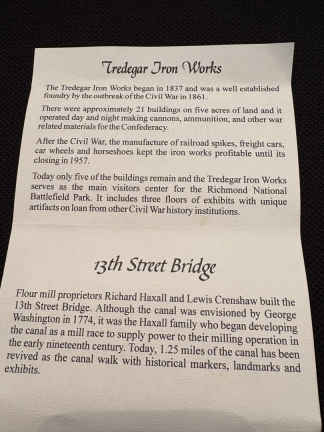 Tredegar Iron Works
The Tredegar Iron Works began in 1837 and was a well established
foundry by the outbreak of the Civil War in 1861.
There were approximately 21 buildings on five acres of land and it
operated day and night making cannons, ammunition, and other war
related materials for the Confederacy.
After the Civil War, the manufacture of railroad spikes, freight cars,
car wheels and horseshoes kept the iron works profitable until its
closing in 1957.
Today only five of the buildings remain and the Tredegar Iron Works
serves as the main visitors center for the Richmond National
Battlefield Park. It includes three floors of exhibits with unique
artifacts on loan from other Civil War history institutions.
13th Street Bridge
Flour mill proprietors Richard Haxall and Lewis Crenshaw built the
13th Street Bridge. Although the canal was envisioned by George
Washington in 1774, it was the Haxall family who began developing
the canal as a mill race to supply power to their milling operation in
the early nineteenth century. Today, 1.25 miles of the canal has been
revived as the canal walk with historical markers, landmarks and
exhibits.